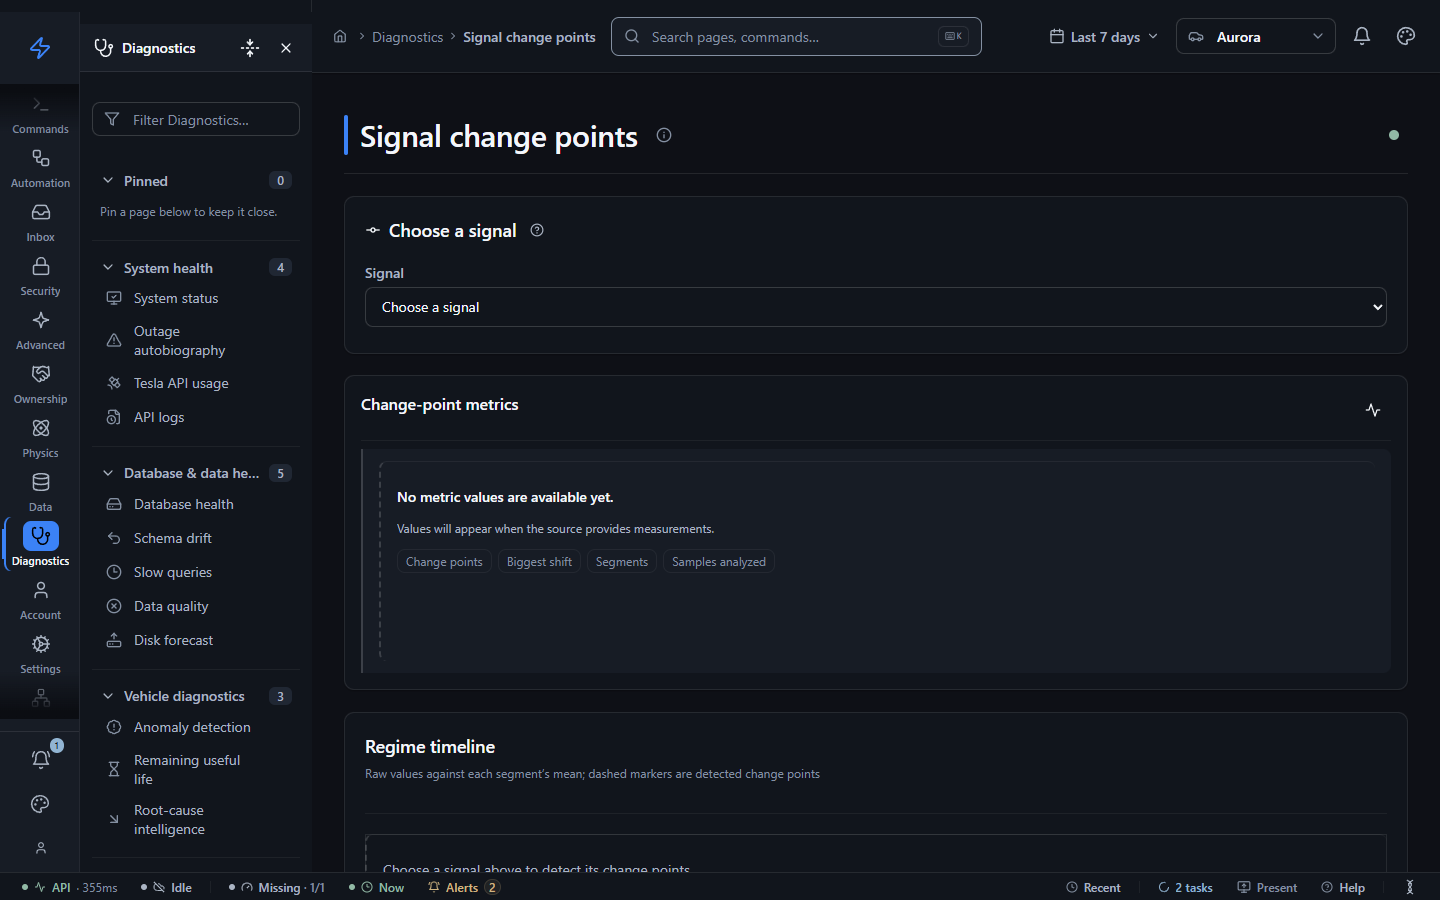 Commands
Automation
Inbox
Security
Advanced
Ownership
Physics
Data
Diagnostics
Account
Settings
1
Diagnostics
Filter Diagnostics...
Pinned 0
Pin a page below to keep it close.
System health 4
System status
Outage
autobiography
Tesla API usage
API logs
Database & data he... 5
Database health
Schema drift
Slow queries
Data quality
Disk forecast
Vehicle diagnostics 3
Anomaly detection
Remaining useful
life
Root-cause
intelligence
Diagnostics Signal change points
Search pages, commands... K
Last 7 days
Aurora
Signal change points
Choose a signal
Signal
Choose a signal
Change-point metrics
No metric values are available yet.
Values will appear when the source provides measurements.
Change points Biggest shift Segments Samples analyzed
Regime timeline
Raw values against each segment's mean; dashed markers are detected change points
Choose a signal above to detect its change points
API · 355ms Idle Missing · 1/1 Now Alerts 2 Recent 2 tasks Present Help